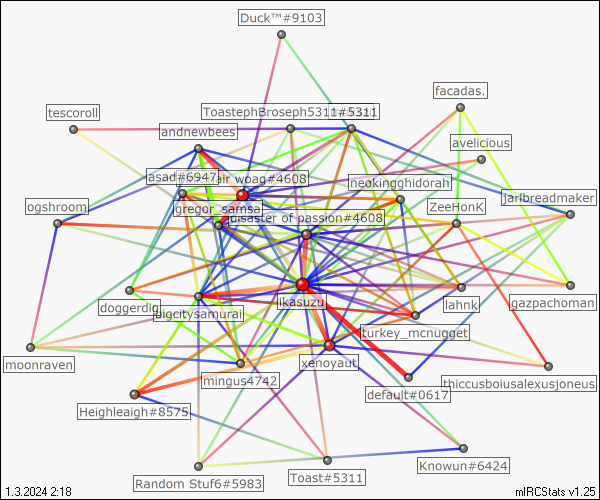 Duck™#9103
facadas.
tescoroll
ToastephBroseph5311#5311
andnewbees
avelicious
asad#6947
air woag#4608
neokingghidorah
jarlbreadmaker
ogshroom
gregor_samsa
disaster of passion#4608
ZeeHonK
doggerdig
bigcitysamurai
ikasuzu
lahnk
gazpachoman
turkey_mcnugget
moonraven
mingus4742
xenoyaut
thiccusboiusalexusjoneus
default#0617
Heighleaigh#8575
Random Stuf6#5983
Toast#5311
Knowun#6424
1.3.2024 2:18
mIRCStats v1.25